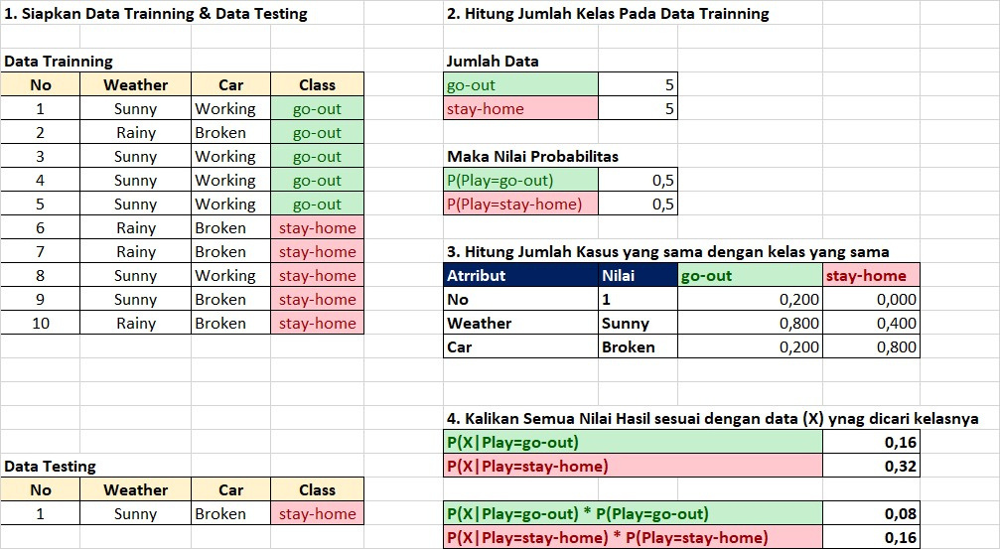 1. Siapkan Data Trainning & Data Testing
Data Trainning
No Weather Car Class
1 Sunny Working go-out
2 Rainy Broken go-out
3 Sunny Working go-out
4 Sunny Working go-out
5 Sunny Working go-out
6 Rainy Broken stay-home
7 Rainy Broken stay-home
8 Sunny Working stay-home
9 Sunny Broken stay-home
10 Rainy Broken stay-home
Data Testing
No Weather Car Class
1 Sunny Broken stay-home
2. Hitung Jumlah Kelas Pada Data Trainning
Jumlah Data
go-out 5
stay-home 5
Maka Nilai Probabilitas
P(Play=go-out) 0,5
P(Play=stay-home) 0,5
3. Hitung Jumlah Kasus yang sama dengan kelas yang sama
Atrribut Nilai go-out stay-home
No 1 0,200 0,000
Weather Sunny 0,800 0,400
Car Broken 0,200 0,800
4. Kalikan Semua Nilai Hasil sesuai dengan data (X) ynag dicari kelasnya
P(X|Play=go-out) 0,16
P(X|Play=stay-home) 0,32
P(X|Play=go-out) * P(Play=go-out) 0,08
P(X|Play=stay-home) * P(Play=stay-home) 0,16